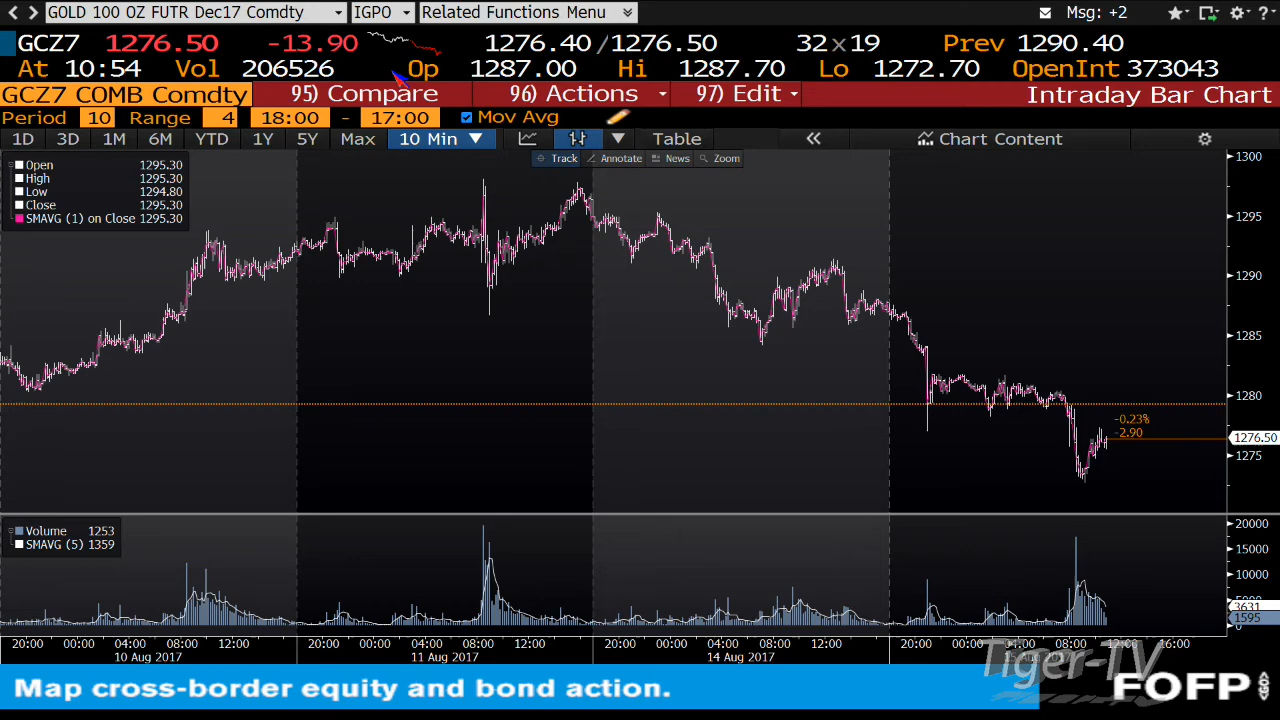 GOLD 100 OZ FUTR Dec17 Comdty IGPO Related Functions Menu Msg: +2
GCZ7 1276.50 -13.90 1276.40/1276.50 32x19 Prev 1290.40
At 10:54 Vol 206526 Op 1287.00 Hi 1287.70 Lo 1272.70 OpenInt 373043
GCZ7 COMB Comdty 95) Compare 96) Actions 97) Edit Intraday Bar Chart
Period 10 Range 4 18:00 - 17:00 Mov Avg
1D 3D 1M 6M YTD 1Y 5Y Max 10 Min Table Chart Content
Track Annotate News Zoom
Open 1295.30
High 1295.30
Low 1294.80
Close 1295.30
SMAVG (1) on Close 1295.30
1300
1295
1290
1285
1280
-0.23%
-2.90
1276.50
1275
Volume 1253
SMAVG (5) 1359
20000
15000
10000
5000
3631
1595
0
20:00 00:00 04:00 08:00 12:00 20:00 00:00 04:00 08:00 12:00 20:00 00:00 04:00 08:00 12:00 20:00 00:00 04:00 08:00 12:00 16:00
10 Aug 2017 11 Aug 2017 14 Aug 2017 15 Aug 2017
Tiger-TV
Map cross-border equity and bond action.
FOFP